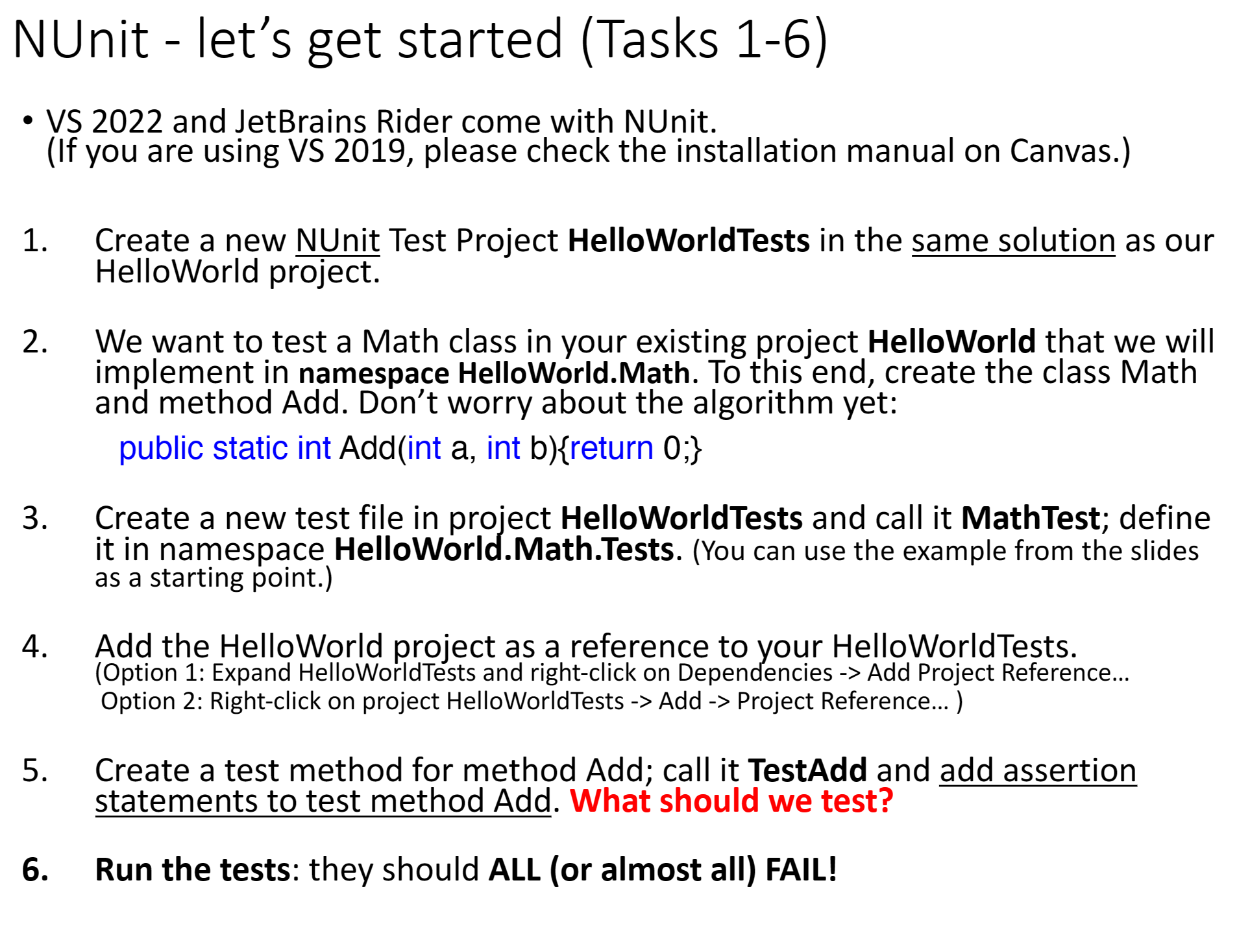 NUnit - let's get started (Tasks 1-6)
• VS 2022 and JetBrains Rider come with NUnit.
(If you are using VS 2019, please check the installation manual on Canvas.)
1. Create a new NUnit Test Project HelloWorldTests in the same solution as our
HelloWorld project.
2. We want to test a Math class in your existing project HelloWorld that we will
implement in namespace HelloWorld.Math. To this end, create the class Math
and method Add. Don't worry about the algorithm yet:
public static int Add(int a, int b){return 0;}
3. Create a new test file in project HelloWorldTests and call it MathTest; define
it in namespace HelloWorld.Math.Tests. (You can use the example from the slides
as a starting point.)
4. Add the HelloWorld project as a reference to your HelloWorldTests.
(Option 1: Expand HelloWorldTests and right-click on Dependencies -> Add Project Reference...
Option 2: Right-click on project HelloWorldTests -> Add -> Project Reference... )
5. Create a test method for method Add; call it TestAdd and add assertion
statements to test method Add. What should we test?
6. Run the tests: they should ALL (or almost all) FAIL!